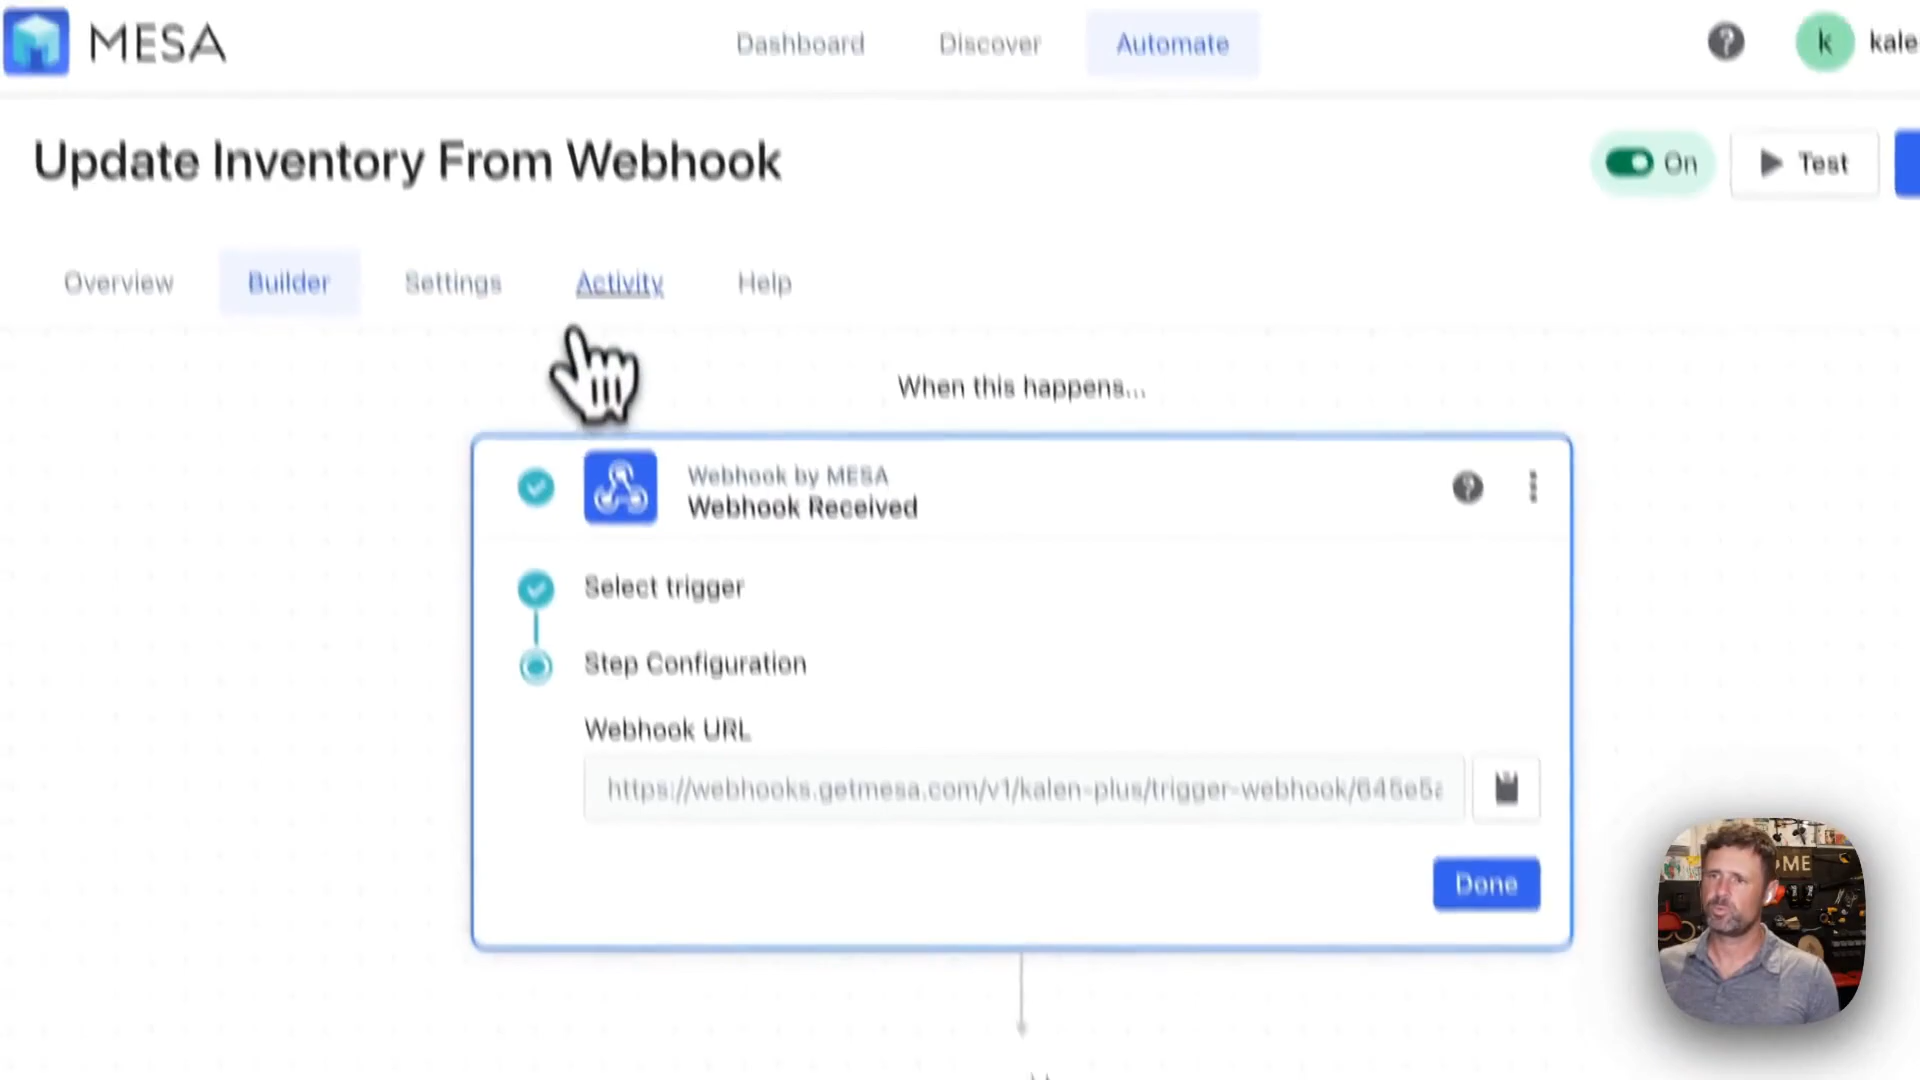 MESA
Dashboard
Discover
Automate
k
kale
Update Inventory From Webhook
On
Test
Overview
Builder
Settings
Activity
Help
When this happens...
Webhook by MESA
Webhook Received
Select trigger
Step Configuration
Webhook URL
https://webhooks.getmesa.com/v1/kalen-plus/trigger-webhook/645e5a
Done
ME